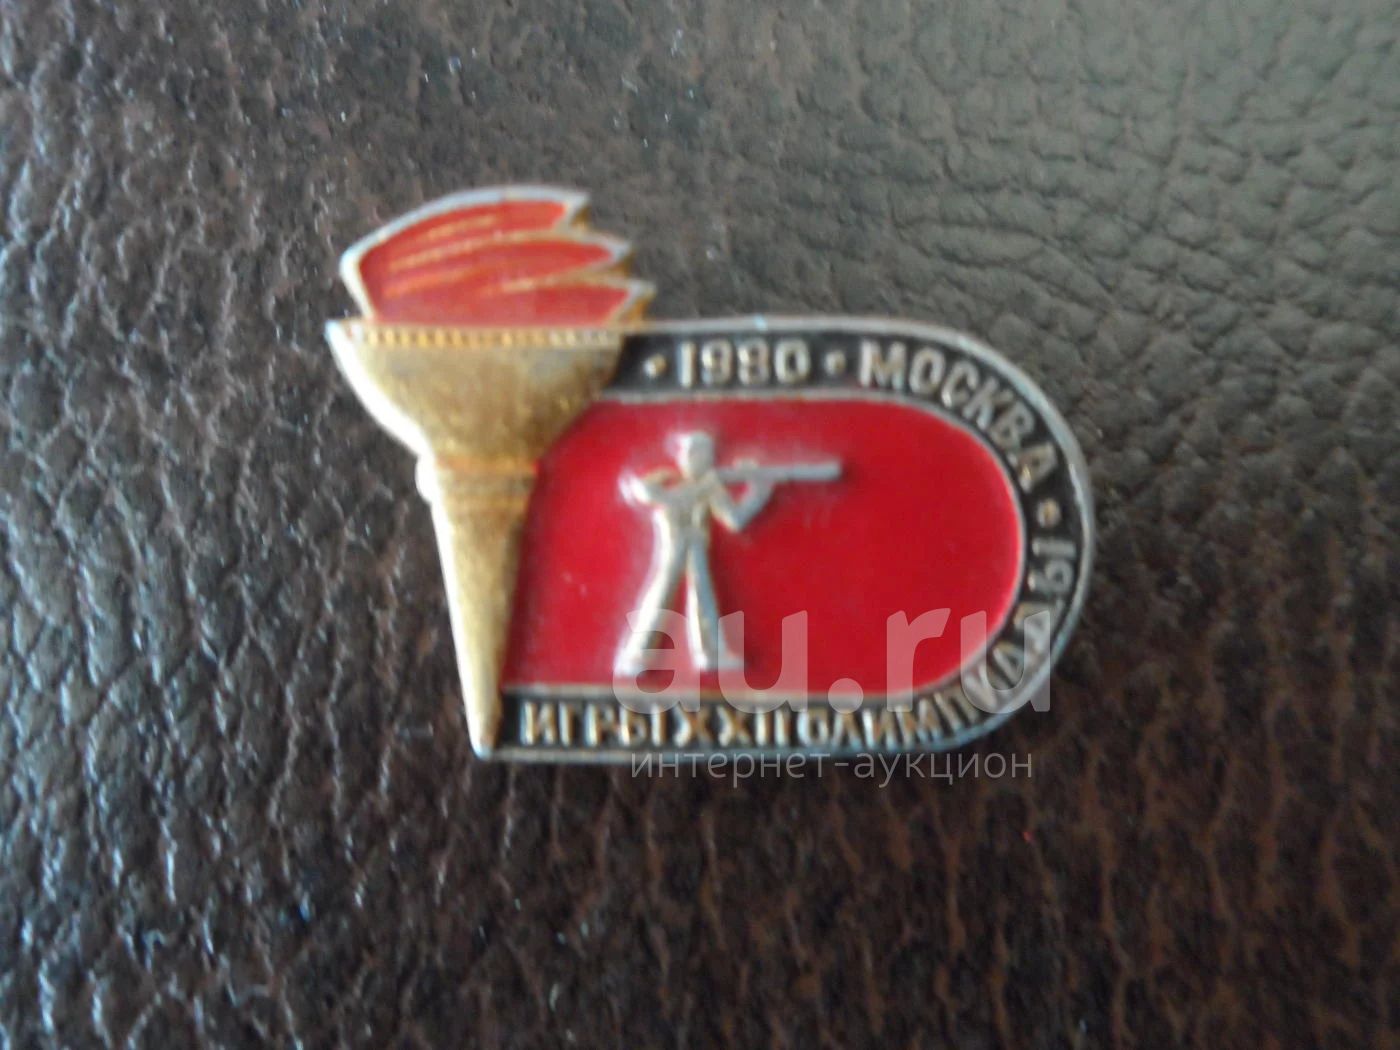 • 1980 • МОСКВА •
ИГРЫ XXII ОЛИМПИАДЫ
au.ru
интернет-аукцион